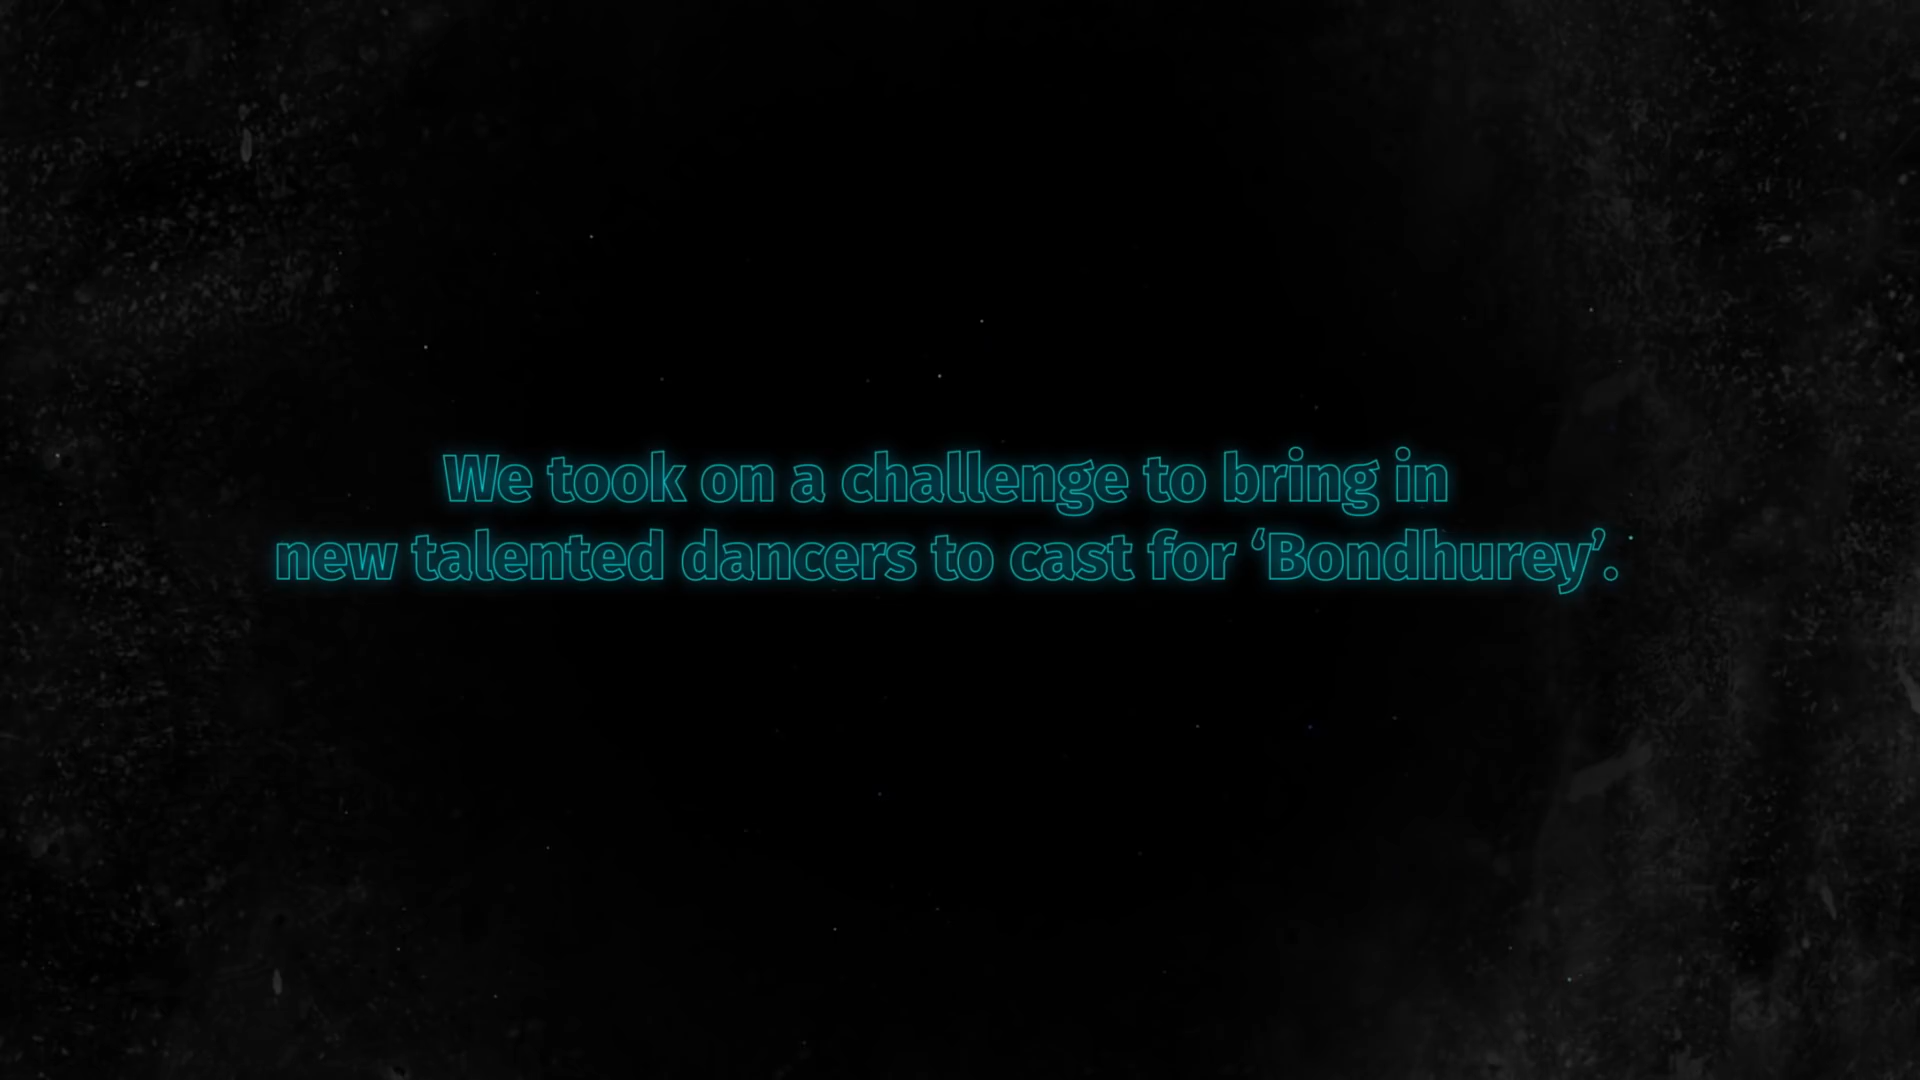 We took on a challenge to bring in
new talented dancers to cast for ‘Bondhurey’.